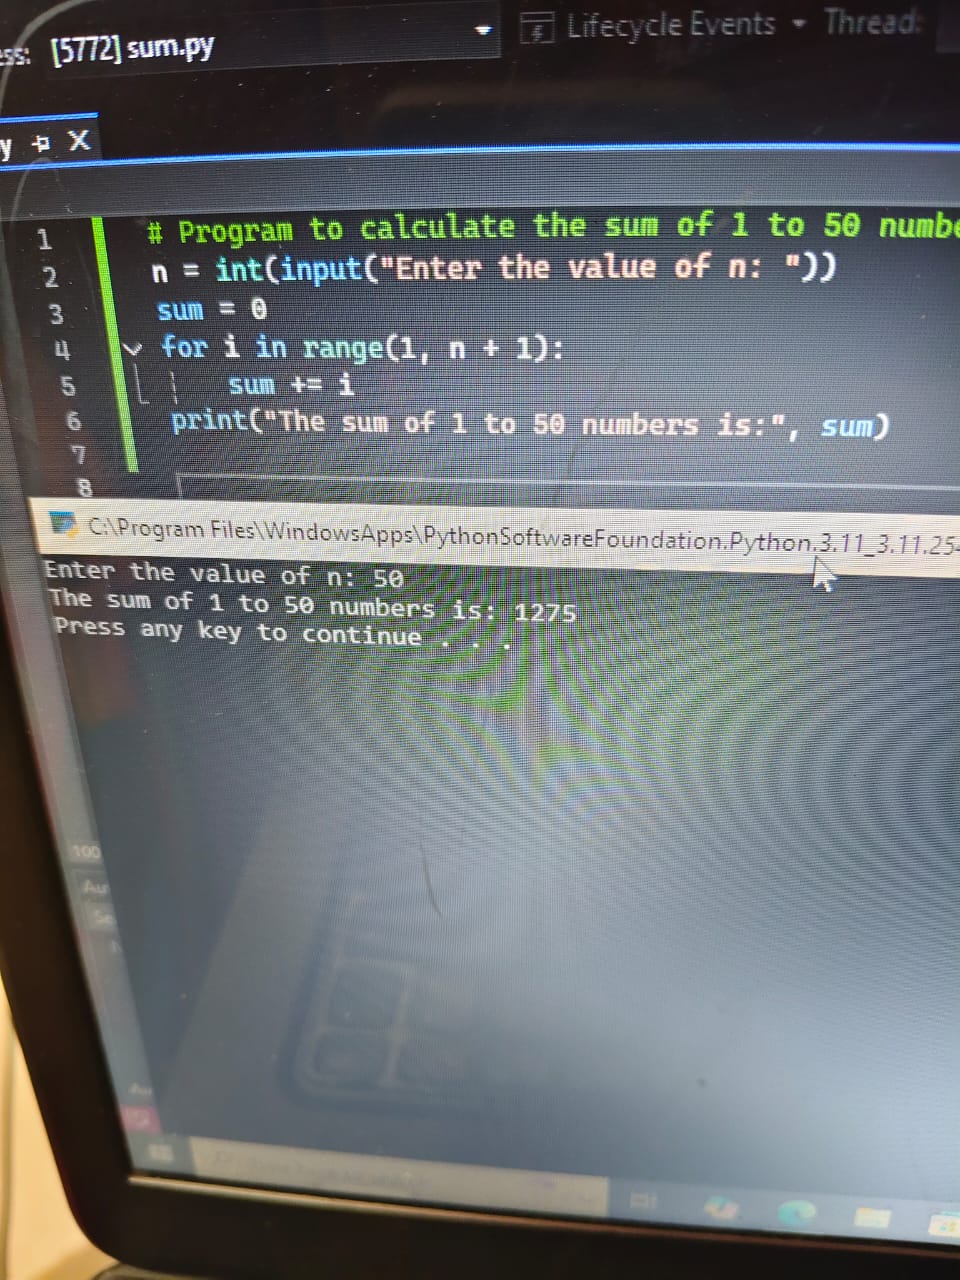 ess: [5772] sum.py Lifecycle Events Thread:
y X
1 # Program to calculate the sum of 1 to 50 numbe
2 n = int(input("Enter the value of n: "))
3 sum = 0
4 for i in range(1, n + 1):
5 sum += i
6 print("The sum of 1 to 50 numbers is:", sum)
7
8
C:\Program Files\WindowsApps\PythonSoftwareFoundation.Python.3.11_3.11.254
Enter the value of n: 50
The sum of 1 to 50 numbers is: 1275
Press any key to continue . . .
100
Au
Se